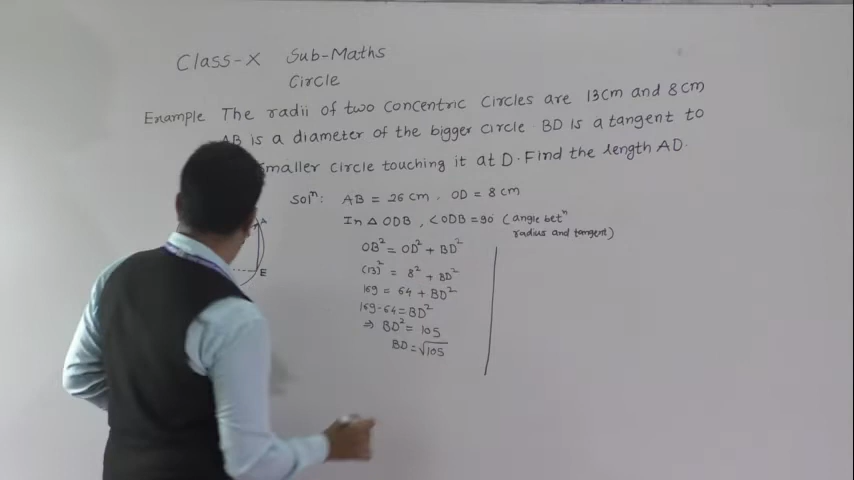 Class-X Sub-Maths
Circle
Example The radii of two concentric circles are 13cm and 8cm
AB is a diameter of the bigger circle. BD is a tangent to
smaller circle touching it at D. Find the length AD.
Solⁿ: AB = 26 cm, OD = 8 cm
In △ ODB, <ODB = 90 (angle betⁿ
radius and tangent)
OB² = OD² + BD²
(13)² = 8² + BD²
169 = 64 + BD²
169-64 = BD²
⇒ BD² = 105
BD = √105
A
E